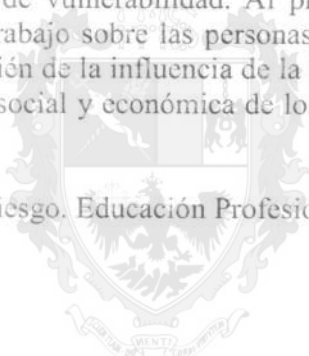 de vulnerabilidad. Al pr
rabajo sobre las personas
ión de la influencia de la
social y económica de lo
iesgo. Educación Profesio
MENTI